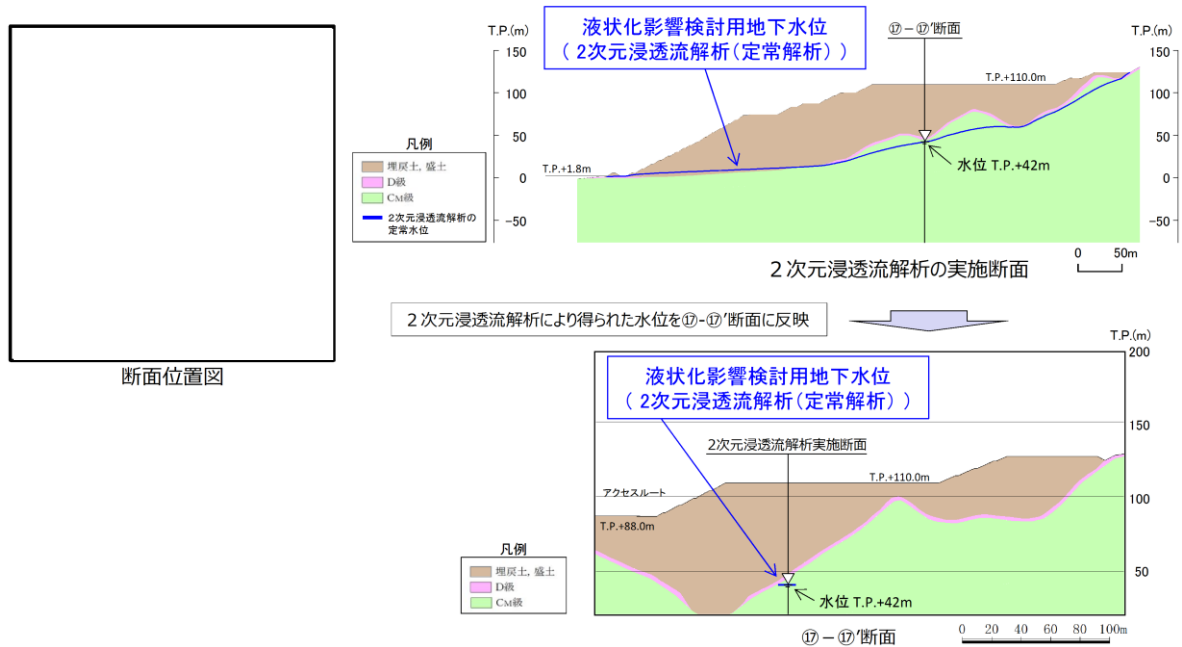 断面位置図
T.P.(m)
150
100
50
0
-50
液状化影響検討用地下水位
( 2次元浸透流解析(定常解析) )
⑰－⑰′断面
T.P.+110.0m
T.P.(m)
150
100
50
0
-50
凡例
埋戻土, 盛土
D級
CM級
2次元浸透流解析の
定常水位
T.P.+1.8m
水位 T.P.+42m
２次元浸透流解析の実施断面
0 50m
２次元浸透流解析により得られた水位を⑰-⑰′断面に反映
T.P.(m)
200
150
100
50
液状化影響検討用地下水位
( 2次元浸透流解析(定常解析) )
2次元浸透流解析実施断面
T.P.+110.0m
アクセスルート
T.P.+88.0m
凡例
埋戻土, 盛土
D級
CM級
水位 T.P.+42m
⑰－⑰′断面
0 20 40 60 80 100m